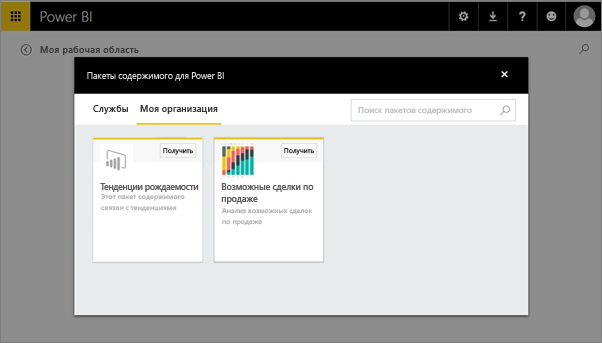 Power BI
?
Моя рабочая область
Пакеты содержимого для Power BI
Службы Моя организация
Поиск пакетов содержимого
Получить
Тенденции рождаемости
Этот пакет содержимого
связан с тенденциями
Получить
Возможные сделки по
продаже
Анализ возможных сделок
по продаже